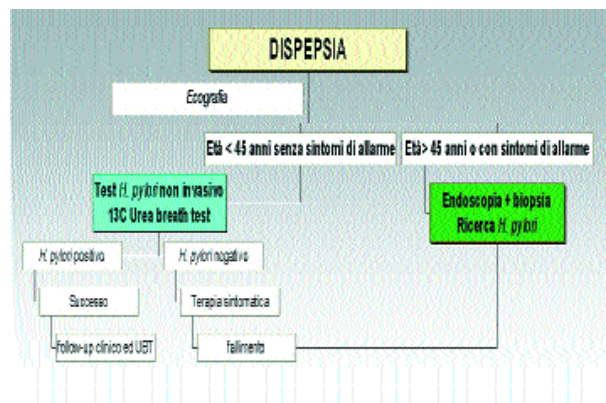 DISPEPSIA
Ecografia
Età < 45 anni senza sintomi di allarme
Età> 45 anni o con sintomi di allarme
Test H. pylori non invasivo
13C Urea breath test
Endoscopia + biopsia
Ricerca H. pylori
H. pylori positivo
H. pylori negativo
Successo
Terapia sintomatica
Follow-up clinico ed UBT
Fallimento